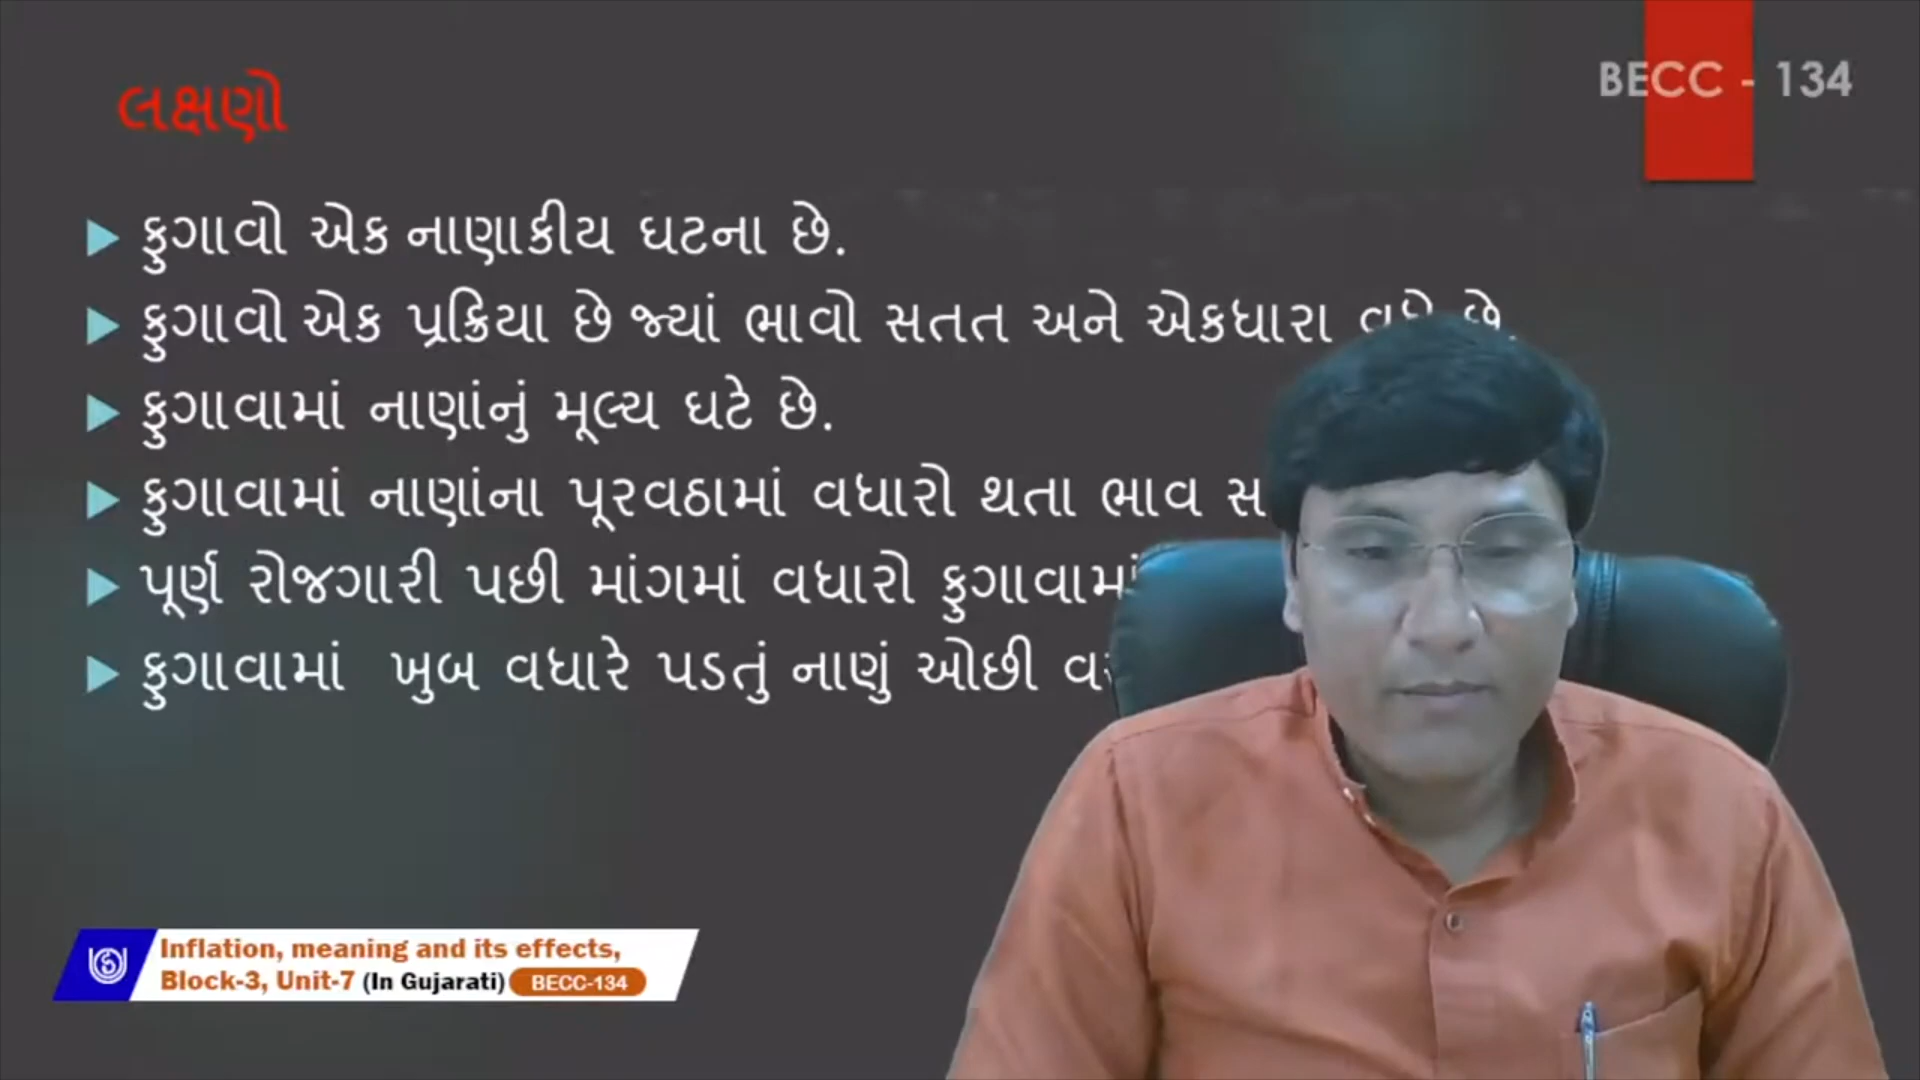 લક્ષણો
BECC - 134
ફુગાવો એક નાણાકીય ઘટના છે.
ફુગાવો એક પ્રક્રિયા છે જ્યાં ભાવો સતત અને એકધારા વધે છે.
ફુગાવામાં નાણાંનું મૂલ્ય ઘટે છે.
ફુગાવામાં નાણાંના પૂરવઠામાં વધારો થતા ભાવ
પૂર્ણ રોજગારી પછી માંગમાં વધારો ફુગાવામાં
ફુગાવામાં ખુબ વધારે પડતું નાણું ઓછી
Inflation, meaning and its effects,
Block-3, Unit-7 (In Gujarati) BECC-134